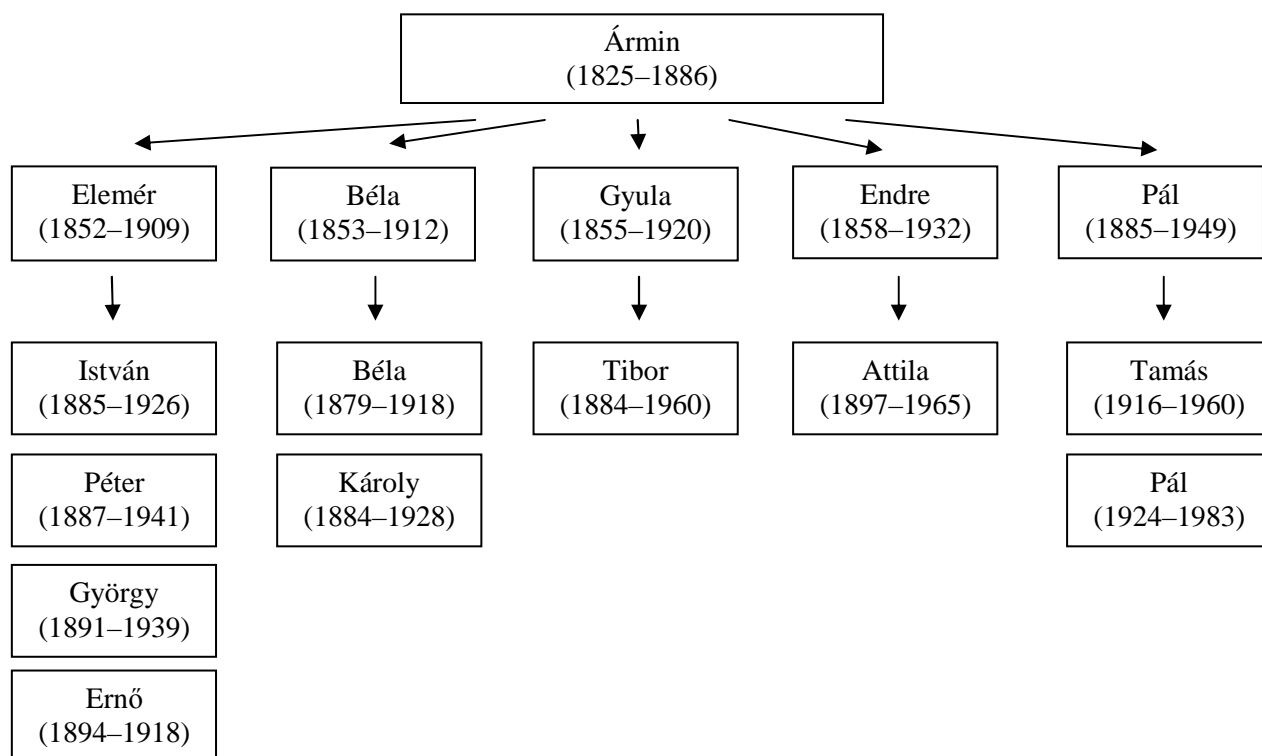 Ármin
(1825–1886)
Elemér
(1852–1909)
Béla
(1853–1912)
Gyula
(1855–1920)
Endre
(1858–1932)
Pál
(1885–1949)
István
(1885–1926)
Béla
(1879–1918)
Tibor
(1884–1960)
Attila
(1897–1965)
Tamás
(1916–1960)
Péter
(1887–1941)
Károly
(1884–1928)
Pál
(1924–1983)
György
(1891–1939)
Ernő
(1894–1918)